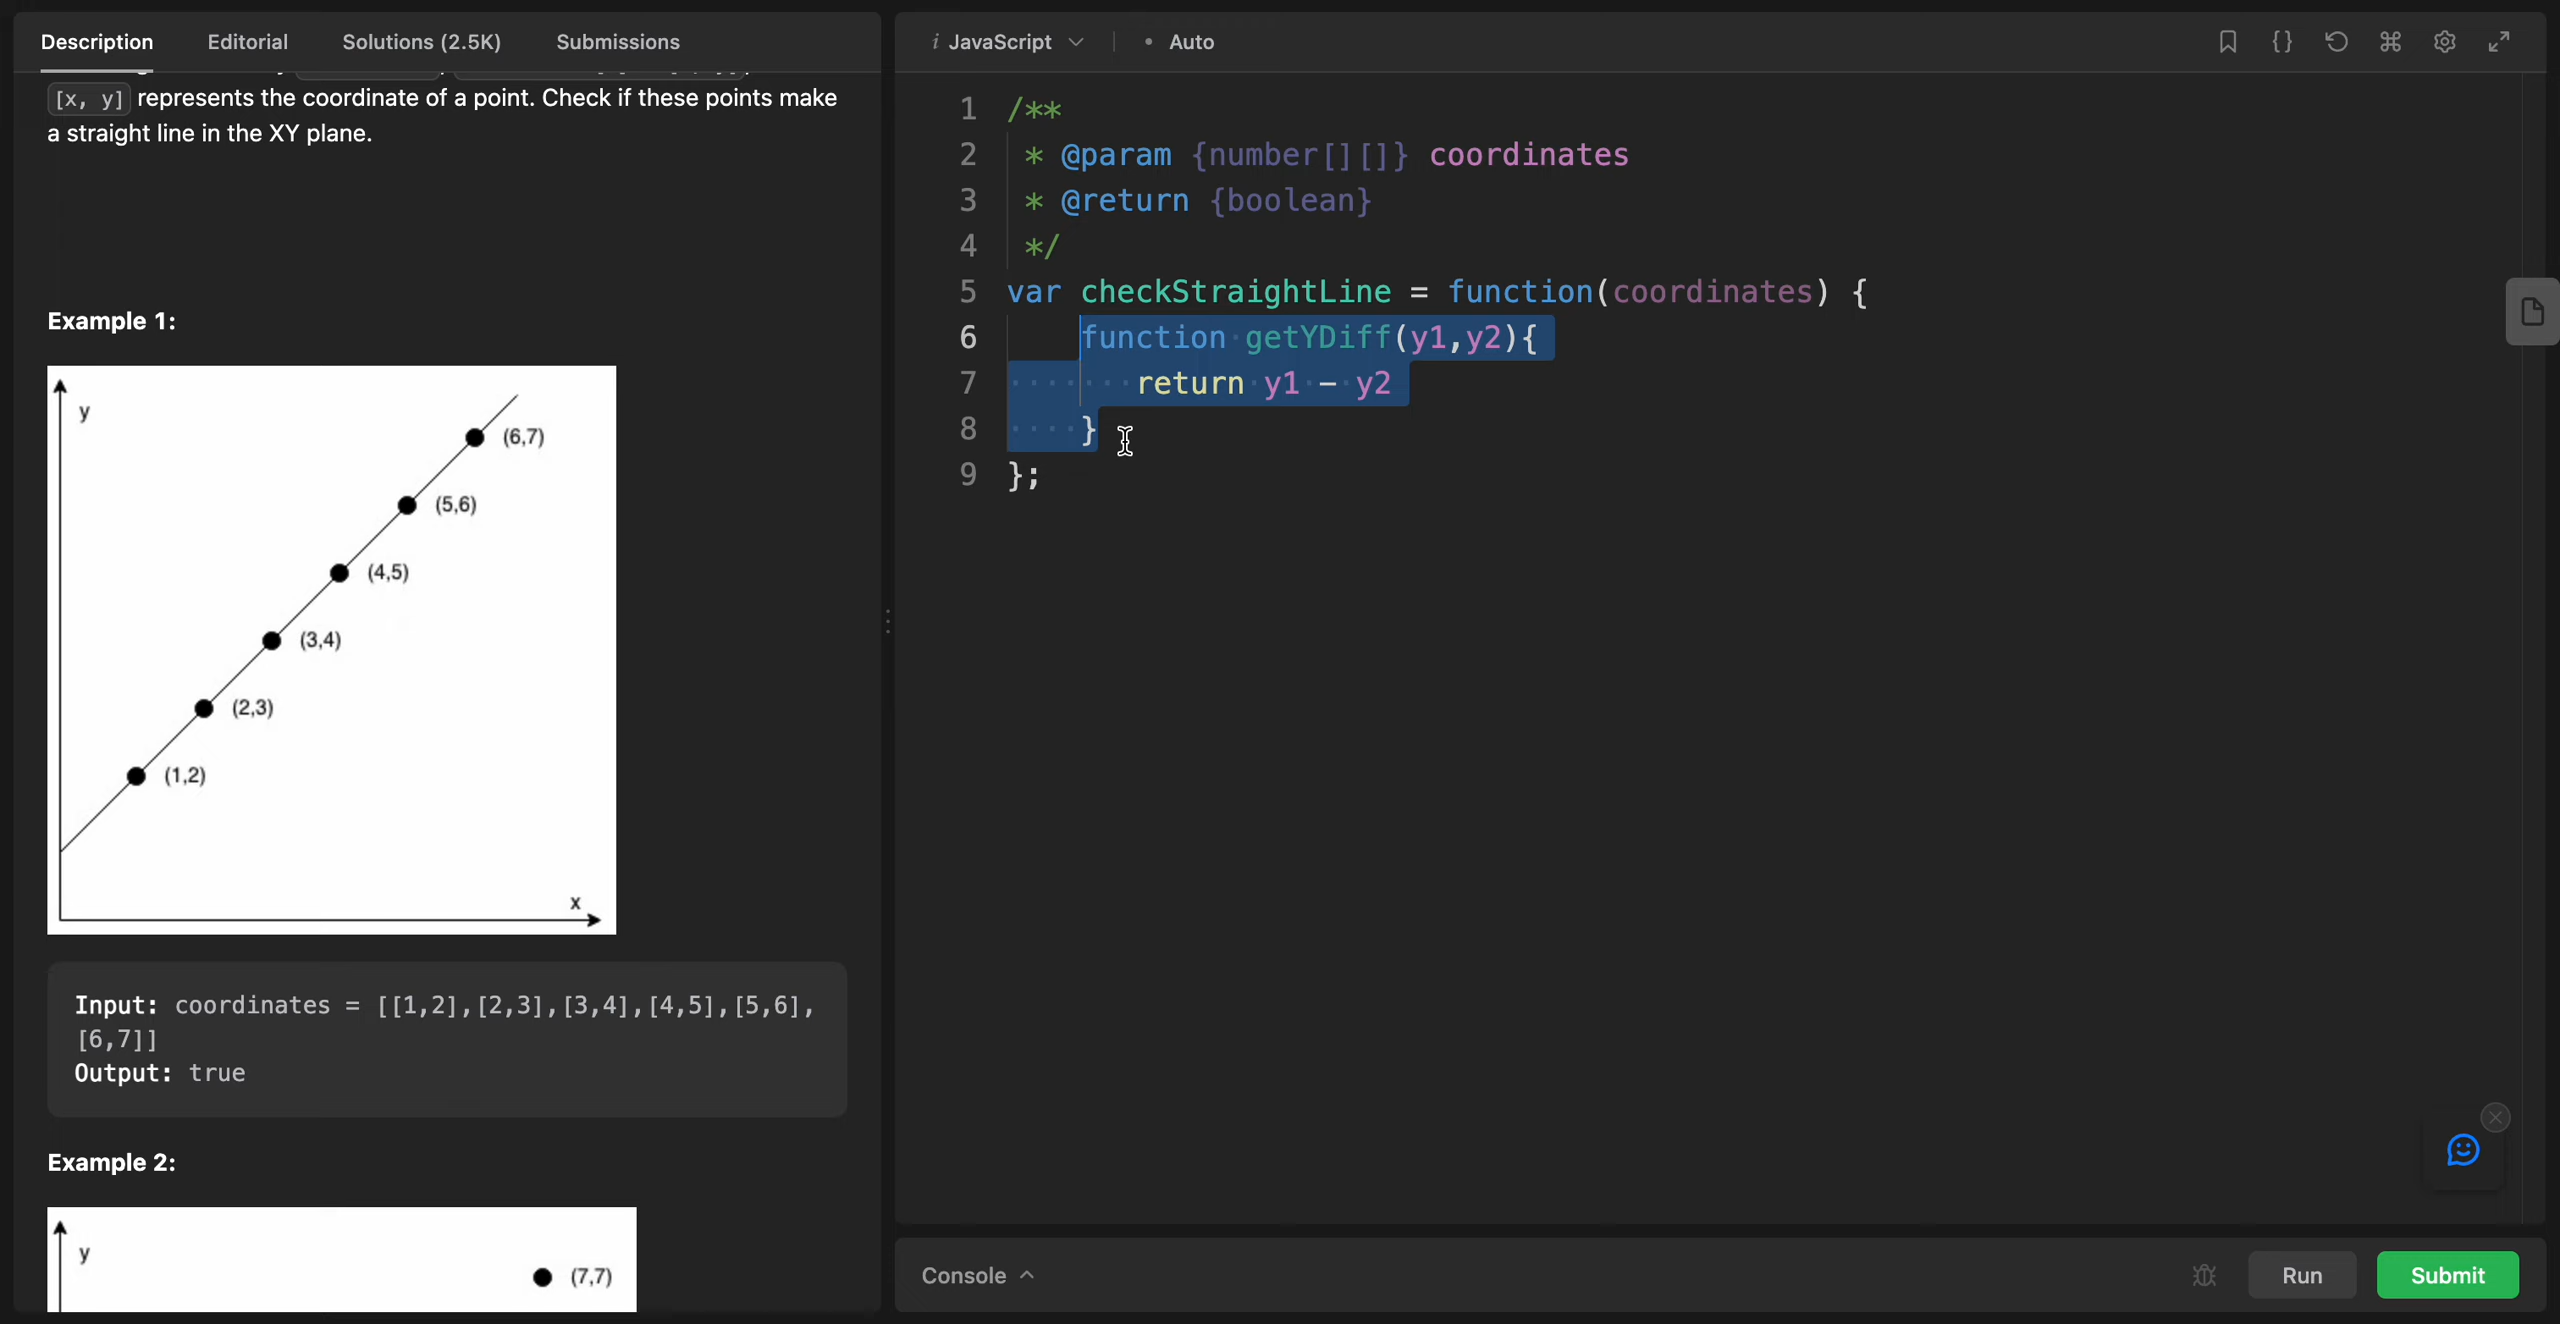 Description Editorial Solutions (2.5K) Submissions
[x, y] represents the coordinate of a point. Check if these points make
a straight line in the XY plane.
Example 1:
y
(6,7)
(5,6)
(4,5)
(3,4)
(2,3)
(1,2)
x
Input: coordinates = [[1,2],[2,3],[3,4],[4,5],[5,6],
[6,7]]
Output: true
Example 2:
y
(7,7)
i JavaScript • Auto
1 /**
2 * @param {number[][]} coordinates
3 * @return {boolean}
4 */
5 var checkStraightLine = function(coordinates) {
6 function getYDiff(y1,y2){
7 return y1 - y2
8 }
9 };
Console
Run
Submit